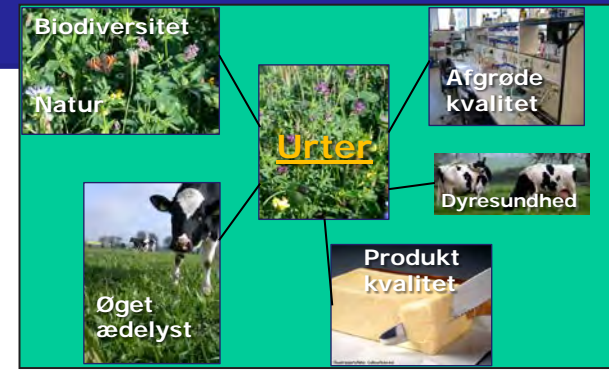 Biodiversitet
Natur
Afgrøde
kvalitet
Urter
Dyresundhed
Øget
ædelyst
Produkt
kvalitet